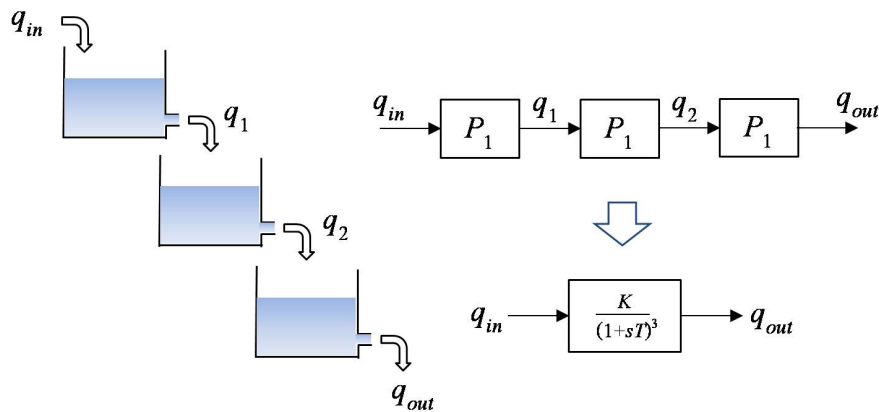 q_in
q_1
q_2
q_out
q_in q_1 q_2 q_out
P_1 P_1 P_1
q_in K/(1+sT)^3 q_out